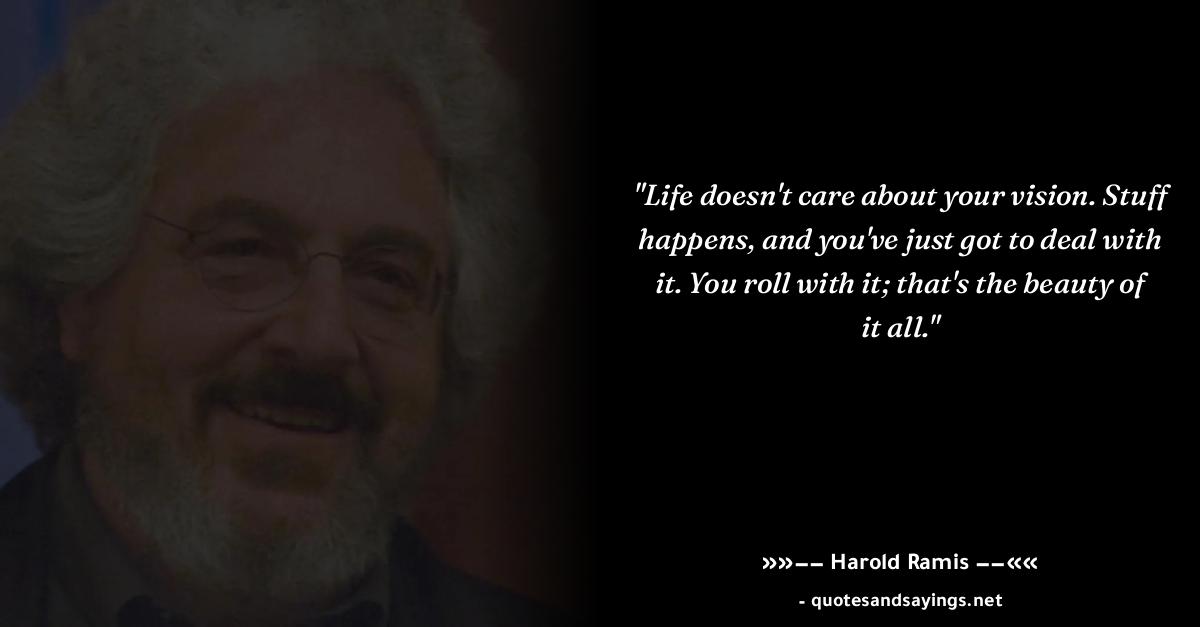 "Life doesn't care about your vision. Stuff
happens, and you've just got to deal with
it. You roll with it; that's the beauty of
it all."
»»−− Harold Ramis −−««
- quotesandsayings.net